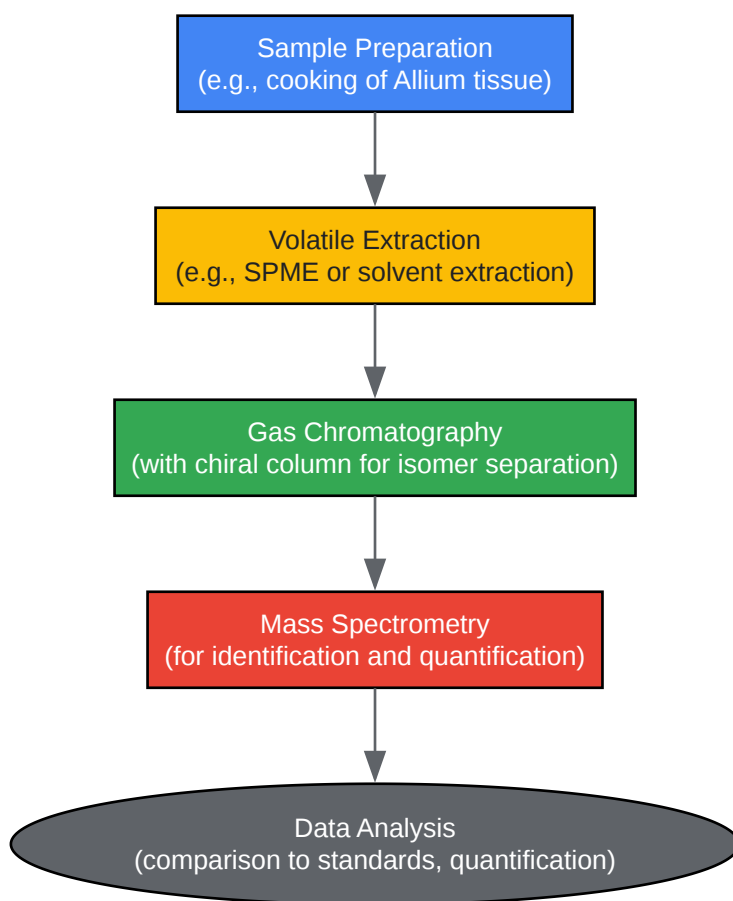 Sample Preparation
(e.g., cooking of Allium tissue)
Volatile Extraction
(e.g., SPME or solvent extraction)
Gas Chromatography
(with chiral column for isomer separation)
Mass Spectrometry
(for identification and quantification)
Data Analysis
(comparison to standards, quantification)